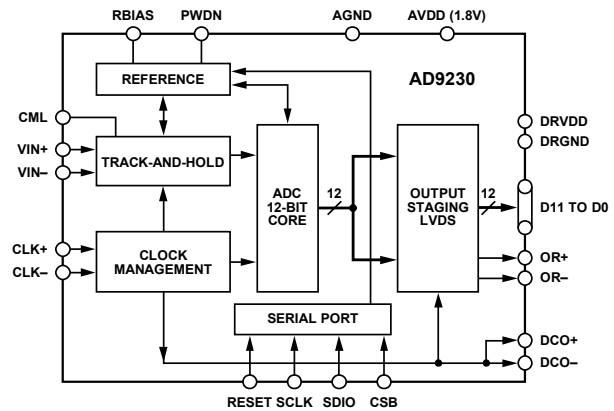 RBIAS PWDN AGND AVDD (1.8V)
REFERENCE
AD9230
CML
DRVDD
DRGND
VIN+
VIN–
TRACK-AND-HOLD
ADC
12-BIT
CORE
12
OUTPUT
STAGING
LVDS
12
D11 TO D0
CLK+
CLK–
CLOCK
MANAGEMENT
OR+
OR–
SERIAL PORT
DCO+
DCO–
RESET SCLK SDIO CSB